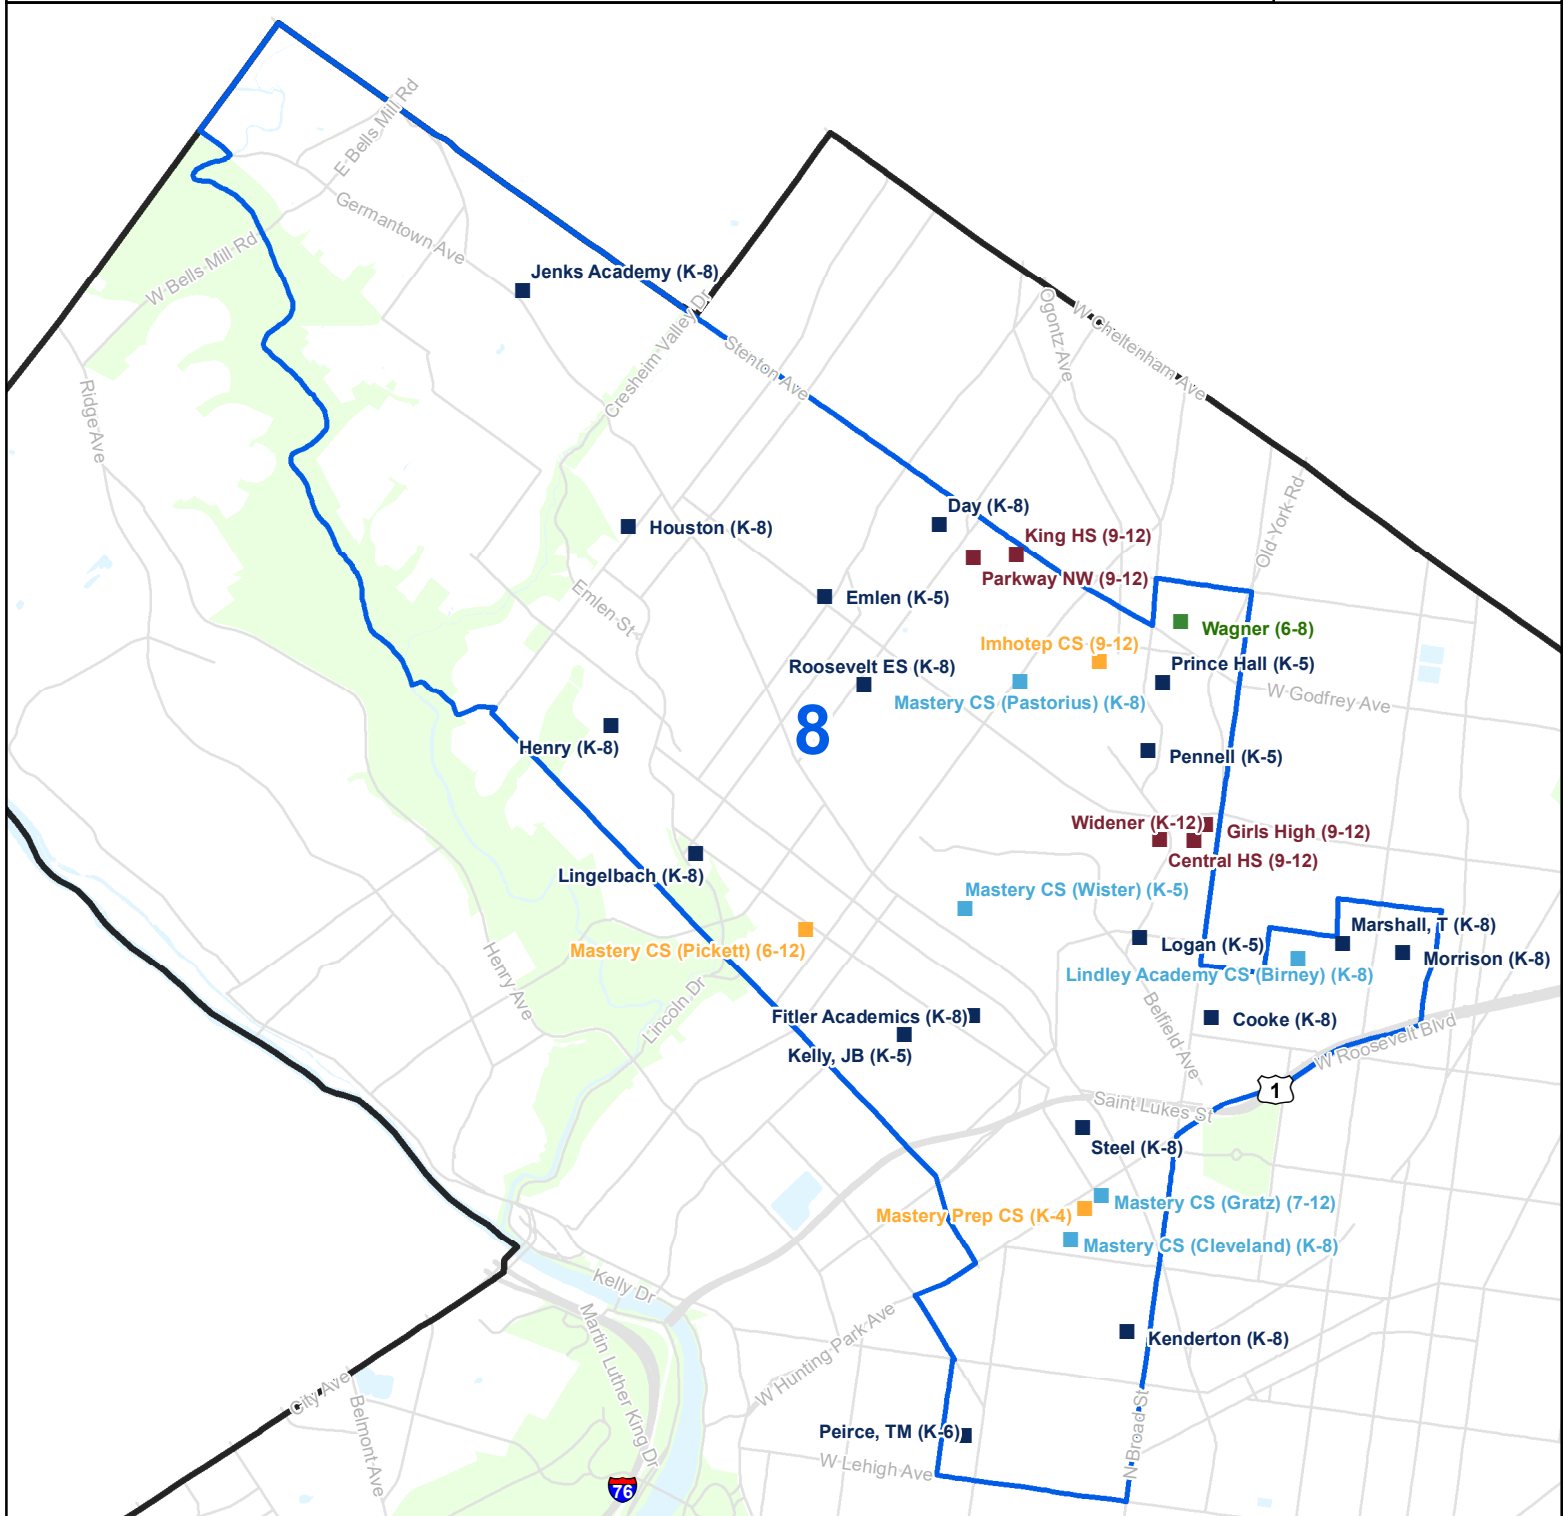 E Bells Mill Rd
Germantown Ave
W Bells Mill Rd
Jenks Academy (K-8)
Cresheim Valley Dr
Stenton Ave
Ogontz Ave
W Cheltenham Ave
Ridge Ave
Old York Rd
Day (K-8)
Houston (K-8)
King HS (9-12)
Parkway NW (9-12)
Emlen St
Emlen (K-5)
Wagner (6-8)
Imhotep CS (9-12)
Prince Hall (K-5)
Roosevelt ES (K-8)
Mastery CS (Pastorius) (K-8)
W Godfrey Ave
8
Henry (K-8)
Pennell (K-5)
Widener (K-12)
Girls High (9-12)
Central HS (9-12)
Lingelbach (K-8)
Mastery CS (Wister) (K-5)
Marshall, T (K-8)
Logan (K-5)
Mastery CS (Pickett) (6-12)
Morrison (K-8)
Lindley Academy CS (Birney) (K-8)
Henry Ave
Lincoln Dr
Belfield Ave
Fitler Academics (K-8)
Cooke (K-8)
Kelly, JB (K-5)
W Roosevelt Blvd
1
Saint Lukes St
Steel (K-8)
Mastery CS (Gratz) (7-12)
Mastery Prep CS (K-4)
Mastery CS (Cleveland) (K-8)
Kelly Dr
Martin Luther King Dr
W Hunting Park Ave
Kenderton (K-8)
City Ave
Belmont Ave
N Broad St
Peirce, TM (K-6)
W Lehigh Ave
76